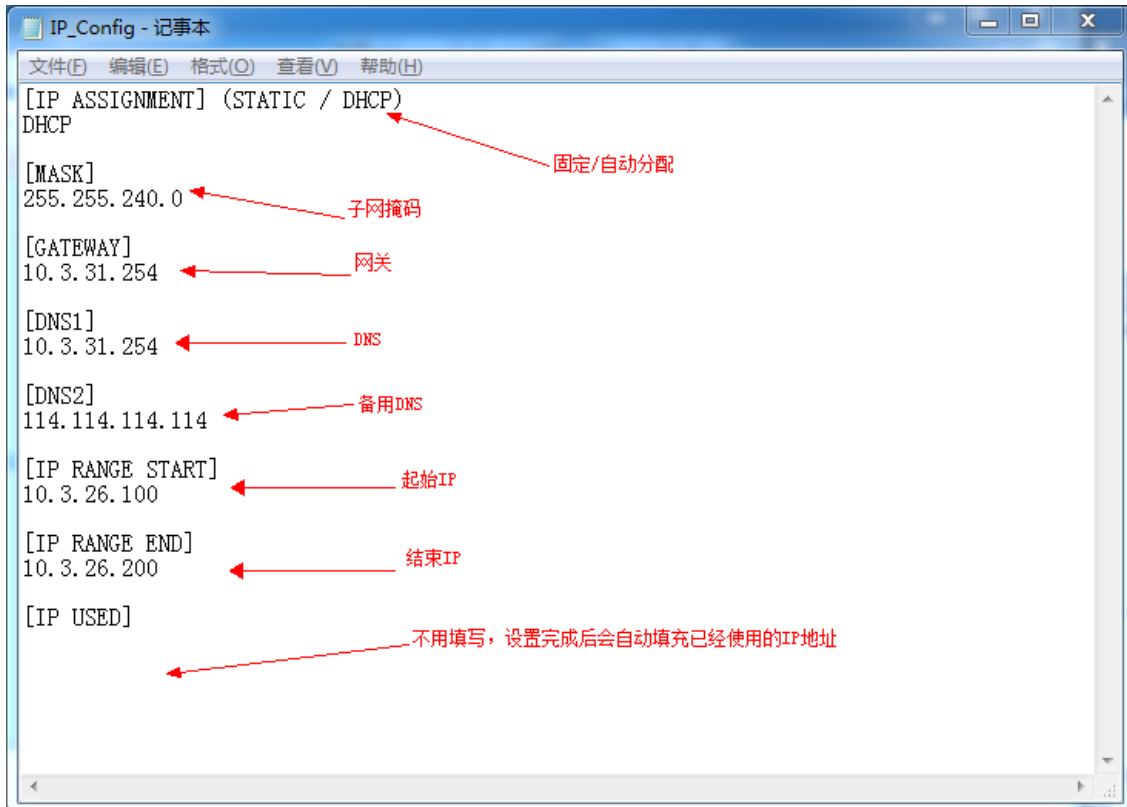 IP_Config - 记事本
文件(F) 编辑(E) 格式(O) 查看(V) 帮助(H)
[IP ASSIGNMENT] (STATIC / DHCP)
DHCP
固定/自动分配
[MASK]
255.255.240.0
子网掩码
[GATEWAY]
网关
10.3.31.254
[DNS1]
10.3.31.254
DNS
[DNS2]
备用DNS
114.114.114.114
[IP RANGE START]
起始IP
10.3.26.100
[IP RANGE END]
结束IP
10.3.26.200
[IP USED]
不用填写，设置完成后会自动填充已经使用的IP地址